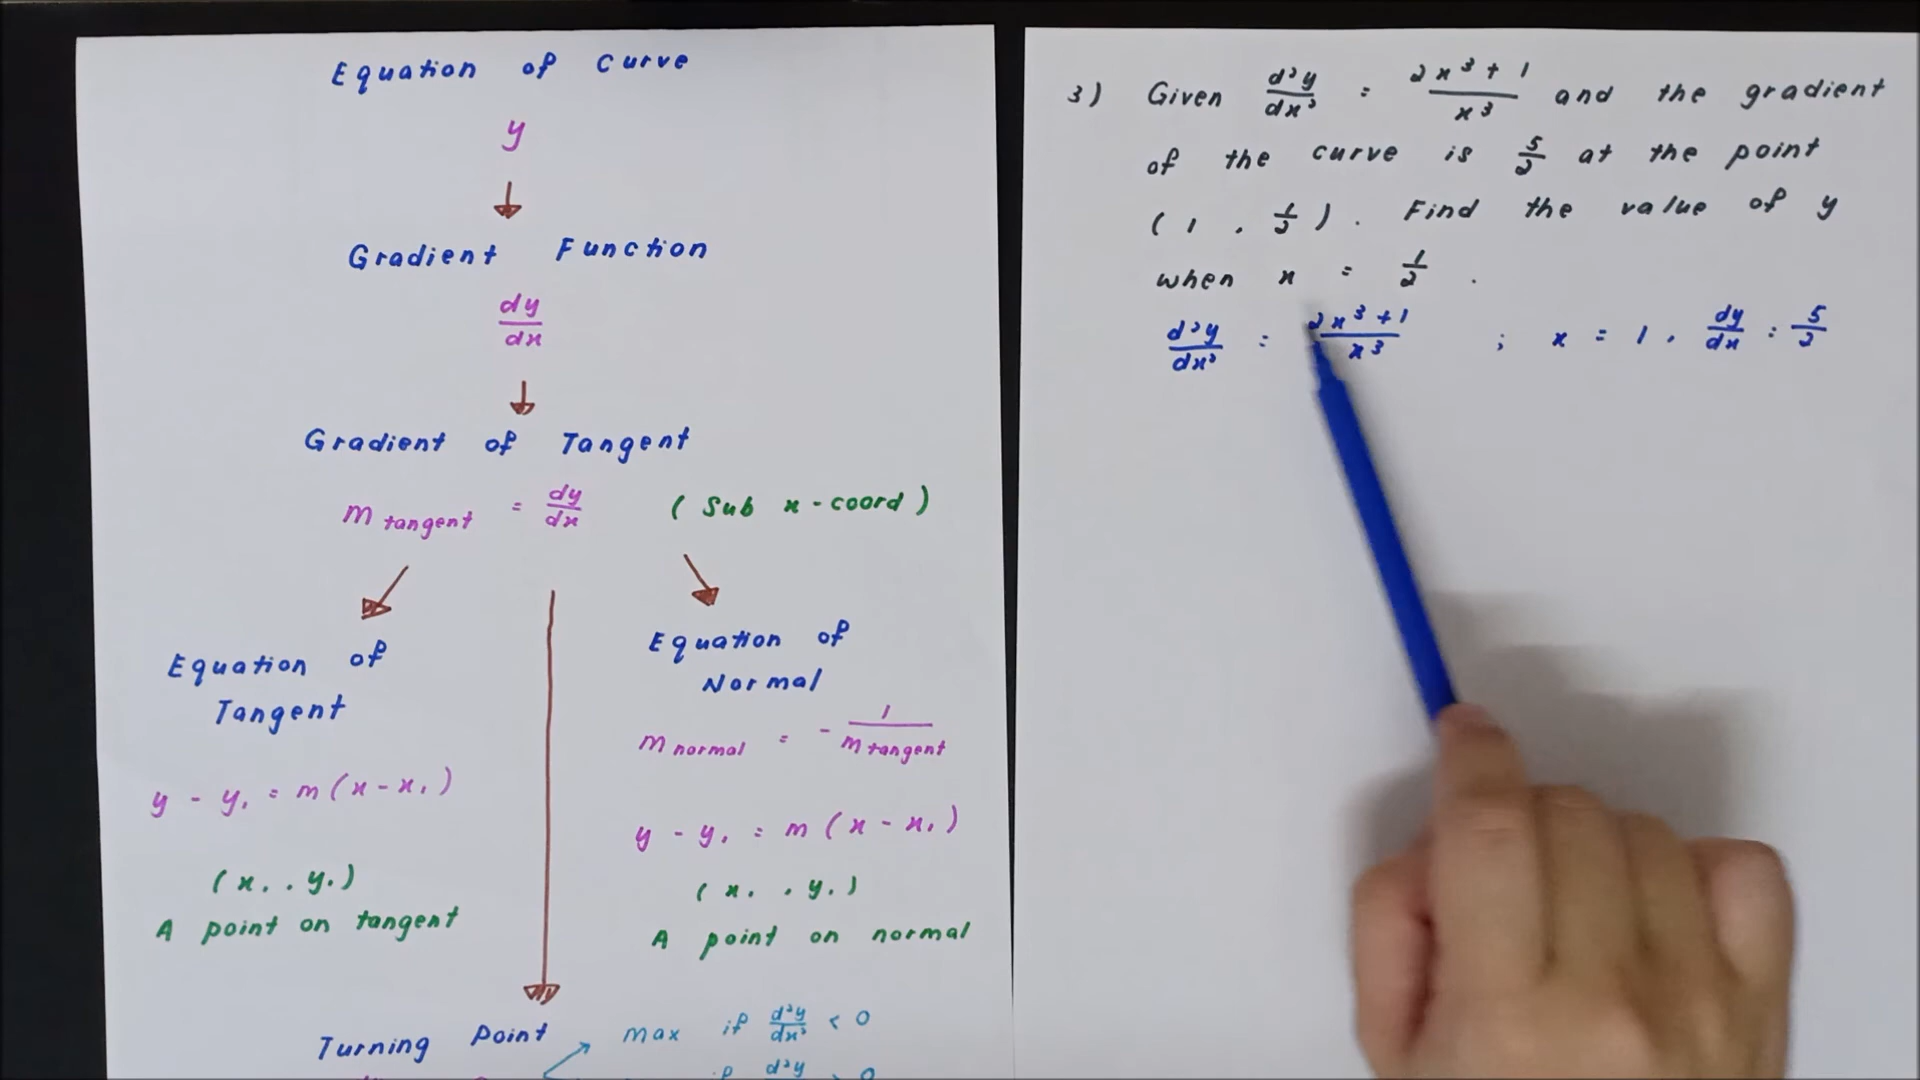 Equation of Curve
y
Gradient Function
dy/dx
Gradient of Tangent
m tangent = dy/dx (Sub x-coord)
Equation of
Tangent
y - y₁ = m(x - x₁)
(x₁, y₁)
A point on tangent
Equation of
Normal
m normal = - 1/m tangent
y - y₁ = m(x - x₁)
(x₁, y₁)
A point on normal
Turning Point
max if d²y/dx² < 0
d²y
3) Given d²y/dx² = (2x³ + 1)/x³ and the gradient
of the curve is 5/2 at the point
(1, 1/2). Find the value of y
when x = 1/2.
d²y/dx² = (2x³ + 1)/x³ ; x = 1, dy/dx = 5/2